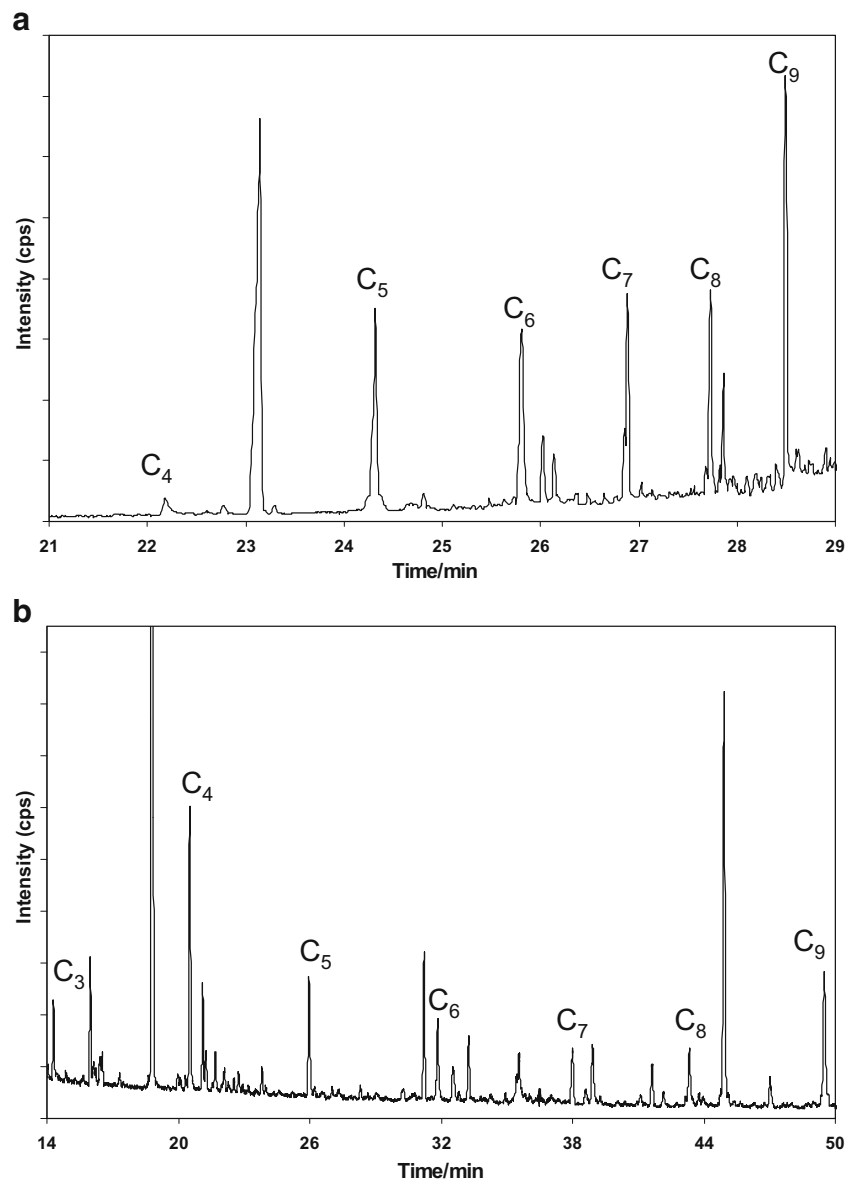 a
C₄
C₅
C₆
C₇
C₈
C₉
Intensity (cps)
21 22 23 24 25 26 27 28 29
Time/min
b
C₃
C₄
C₅
C₆
C₇
C₈
C₉
Intensity (cps)
14 20 26 32 38 44 50
Time/min